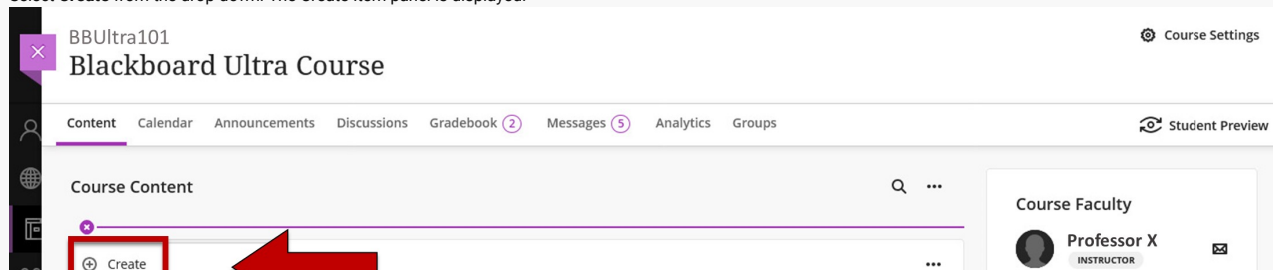 Select Create from the drop down. The Create Item panel is displayed.
BBUltra101
Blackboard Ultra Course
Course Settings
Content Calendar Announcements Discussions Gradebook 2 Messages 5 Analytics Groups
Student Preview
Course Content
Course Faculty
Professor X
INSTRUCTOR
Create